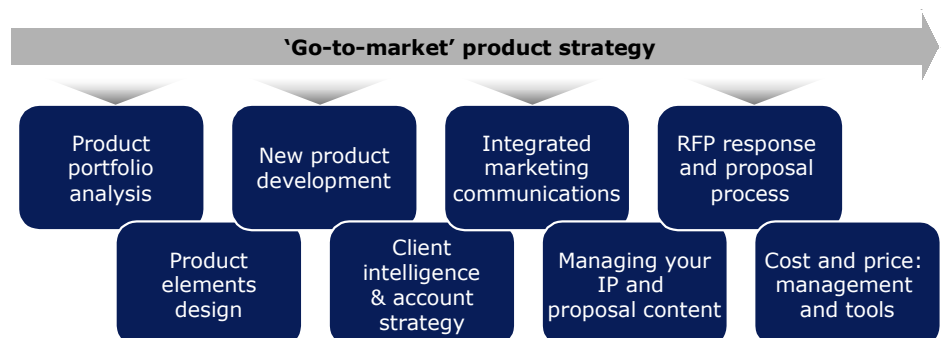 ‘Go-to-market’ product strategy
Product
portfolio
analysis
New product
development
Integrated
marketing
communications
RFP response
and proposal
process
Product
elements
design
Client
intelligence
& account
strategy
Managing your
IP and
proposal content
Cost and price:
management
and tools